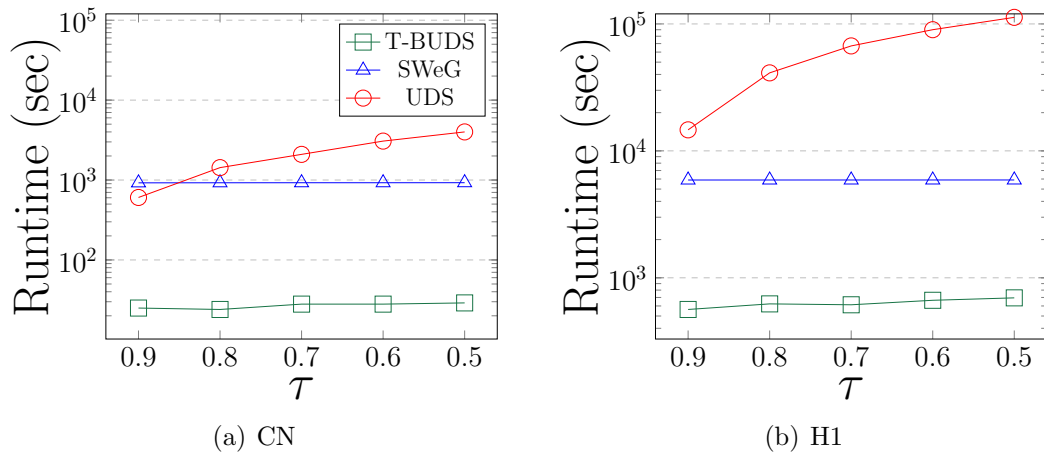 10^5
10^4
10^3
10^2
Runtime (sec)
T-BUDS
SWeG
UDS
0.9 0.8 0.7 0.6 0.5
τ
(a) CN
10^5
10^4
10^3
Runtime (sec)
0.9 0.8 0.7 0.6 0.5
τ
(b) H1